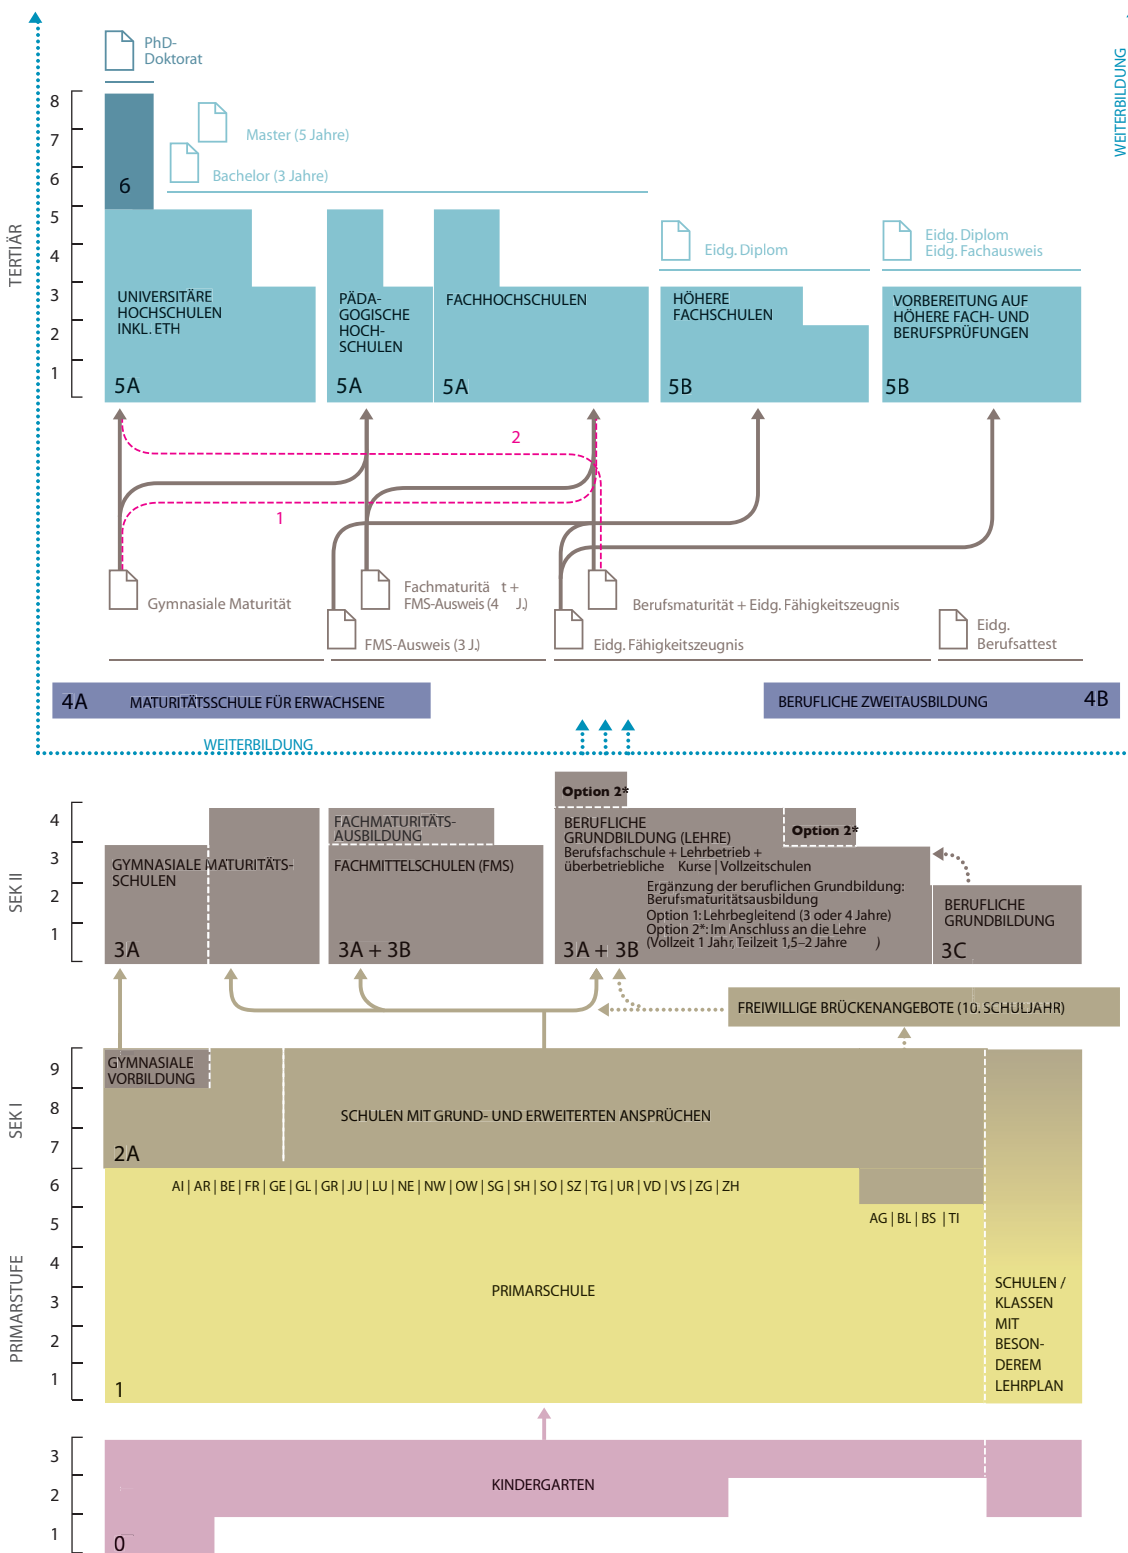 PhD-
Doktorat
WEITERBILDUNG
TERTIÄR
8
7
6
5
4
3
2
1
Master (5 Jahre)
Bachelor (3 Jahre)
6
Eidg. Diplom
Eidg. Diplom
Eidg. Fachausweis
UNIVERSITÄRE
HOCHSCHULEN
INKL. ETH
5A
PÄDA-
GOGISCHE
HOCH-
SCHULEN
5A
FACHHOCHSCHULEN
5A
HÖHERE
FACHSCHULEN
5B
VORBEREITUNG AUF
HÖHERE FACH- UND
BERUFSPRÜFUNGEN
5B
2
1
Gymnasiale Maturität
Fachmaturitä t +
FMS-Ausweis (4 J.)
Berufsmaturität + Eidg. Fähigkeitszeugnis
FMS-Ausweis (3 J.)
Eidg. Fähigkeitszeugnis
Eidg.
Berufsattest
4A MATURITÄTSSCHULE FÜR ERWACHSENE
BERUFLICHE ZWEITAUSBILDUNG 4B
WEITERBILDUNG
SEK II
4
3
2
1
GYMNASIALE MATURITÄTS-
SCHULEN
3A
FACHMATURITÄTS-
AUSBILDUNG
FACHMITTELSCHULEN (FMS)
3A + 3B
Option 2*
BERUFLICHE
GRUNDBILDUNG (LEHRE)
Option 2*
Berufsfachschule + Lehrbetrieb +
überbetriebliche Kurse | Vollzeitschulen
Ergänzung der beruflichen Grundbildung:
Berufsmaturitätsausbildung
Option 1: Lehrbegleitend (3 oder 4 Jahre)
Option 2*: Im Anschluss an die Lehre
(Vollzeit 1 Jahr, Teilzeit 1,5–2 Jahre )
3A + 3B
BERUFLICHE
GRUNDBILDUNG
3C
FREIWILLIGE BRÜCKENANGEBOTE (10. SCHULJAHR)
SEK I
9
8
7
GYMNASIALE
VORBILDUNG
SCHULEN MIT GRUND- UND ERWEITERTEN ANSPRÜCHEN
2A
PRIMARSTUFE
6
5
4
3
2
1
AI | AR | BE | FR | GE | GL | GR | JU | LU | NE | NW | OW | SG | SH | SO | SZ | TG | UR | VD | VS | ZG | ZH
AG | BL | BS | TI
PRIMARSCHULE
1
SCHULEN /
KLASSEN
MIT
BESON-
DEREM
LEHRPLAN
3
2
1
KINDERGARTEN
0